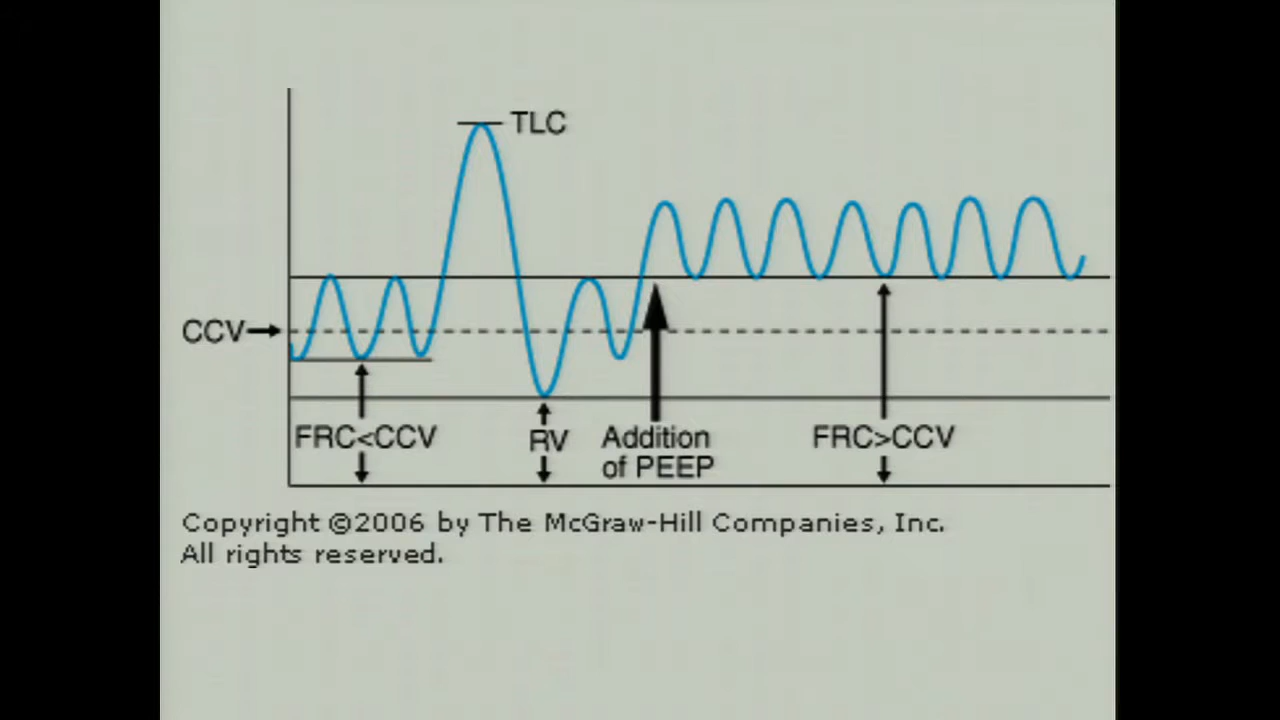 TLC
CCV
FRC<CCV
RV
Addition
of PEEP
FRC>CCV
Copyright ©2006 by The McGraw-Hill Companies, Inc.
All rights reserved.